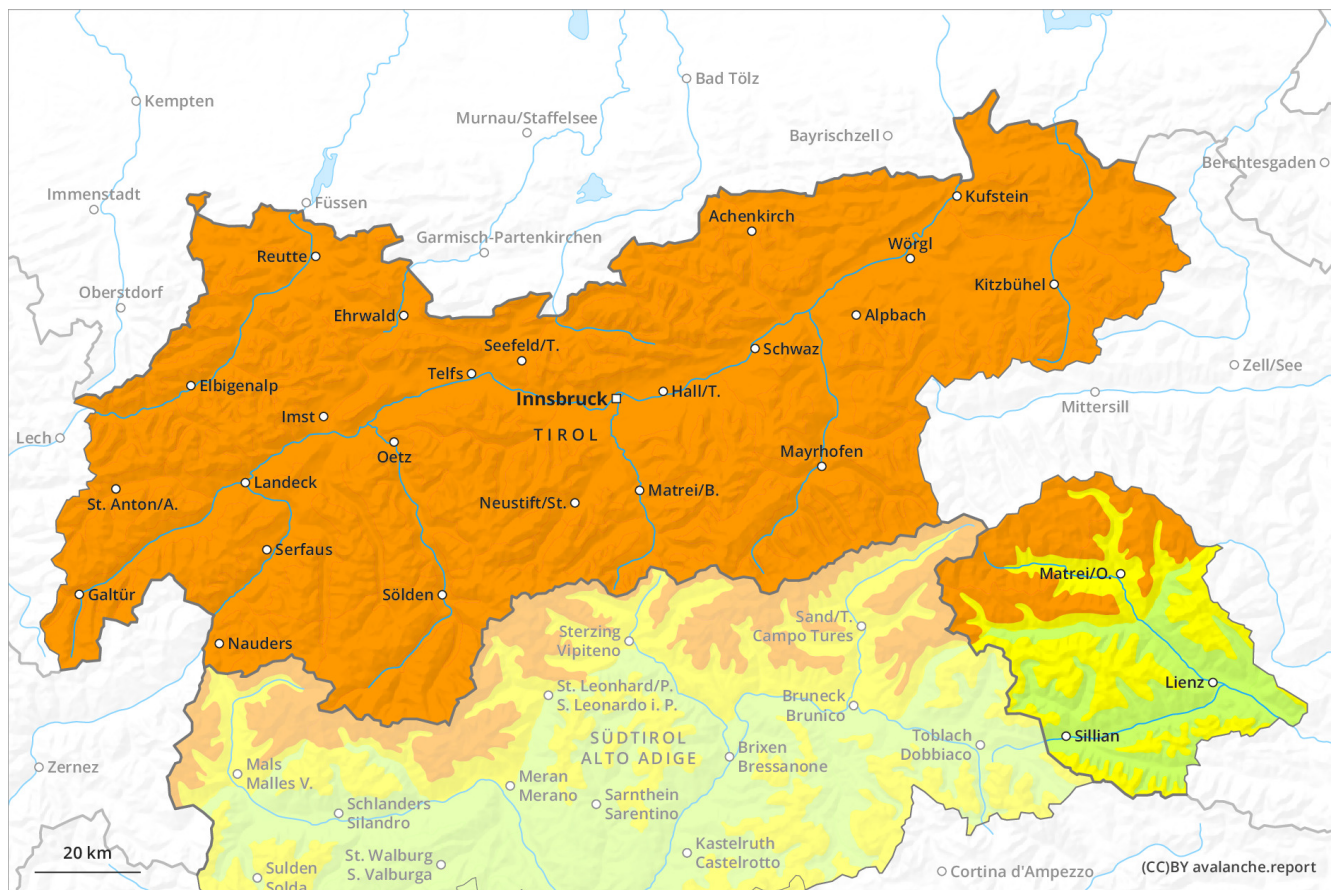 Bad Tölz
Kempten
Murnau/Staffelsee
Bayrischzell
Berchtesgaden
Immenstadt
Füssen
Kufstein
Achenkirch
Garmisch-Partenkirchen
Wörgl
Reutte
Oberstdorf
Kitzbühel
Ehrwald
Alpbach
Seefeld/T.
Schwaz
Zell/See
Telfs
Elbigenalp
Innsbruck
Hall/T.
Mittersill
Imst
Lech
TIROL
Oetz
Mayrhofen
Landeck
St. Anton/A.
Neustift/St.
Matrei/B.
Serfaus
Matrei/O.
Galtür
Sölden
Sand/T.
Campo Tures
Sterzing
Vipiteno
Nauders
Lienz
St. Leonhard/P.
S. Leonardo i. P.
Bruneck
Brunico
SÜDTIROL
ALTO ADIGE
Toblach
Dobbiaco
Sillian
Brixen
Bressanone
Zernez
Mals
Malles V.
Meran
Merano
Schlanders
Silandro
Sarnthein
Sarentino
Kastelruth
Castelrotto
20 km
St. Walburg
S. Valburga
Sulden
Solda
Cortina d'Ampezzo
(CC)BY avalanche.report